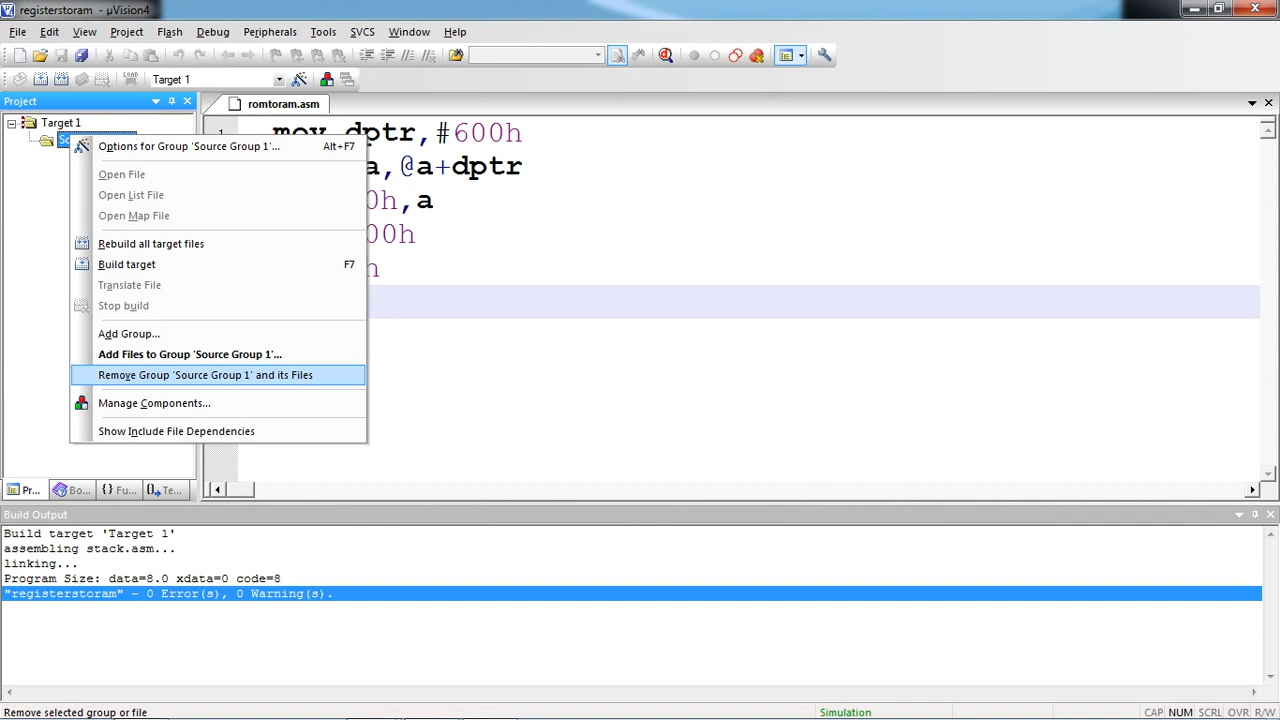 registerstoram - µVision4
File Edit View Project Flash Debug Peripherals Tools SVCS Window Help
LOAD Target 1
Project
romtoram.asm
Target 1
1 mov dptr,#600h
Options for Group 'Source Group 1'... Alt+F7
a,@a+dptr
Open File
Open List File
0h,a
Open Map File
00h
Rebuild all target files
Build target F7
h
Translate File
Stop build
Add Group...
Add Files to Group 'Source Group 1'...
Remove Group 'Source Group 1' and its Files
Manage Components...
Show Include File Dependencies
Pr... Bo... {} Fu... Te...
Build Output
Build target 'Target 1'
assembling stack.asm...
linking...
Program Size: data=8.0 xdata=0 code=8
"registerstoram" - 0 Error(s), 0 Warning(s).
Remove selected group or file Simulation CAP NUM SCRL OVR R/W